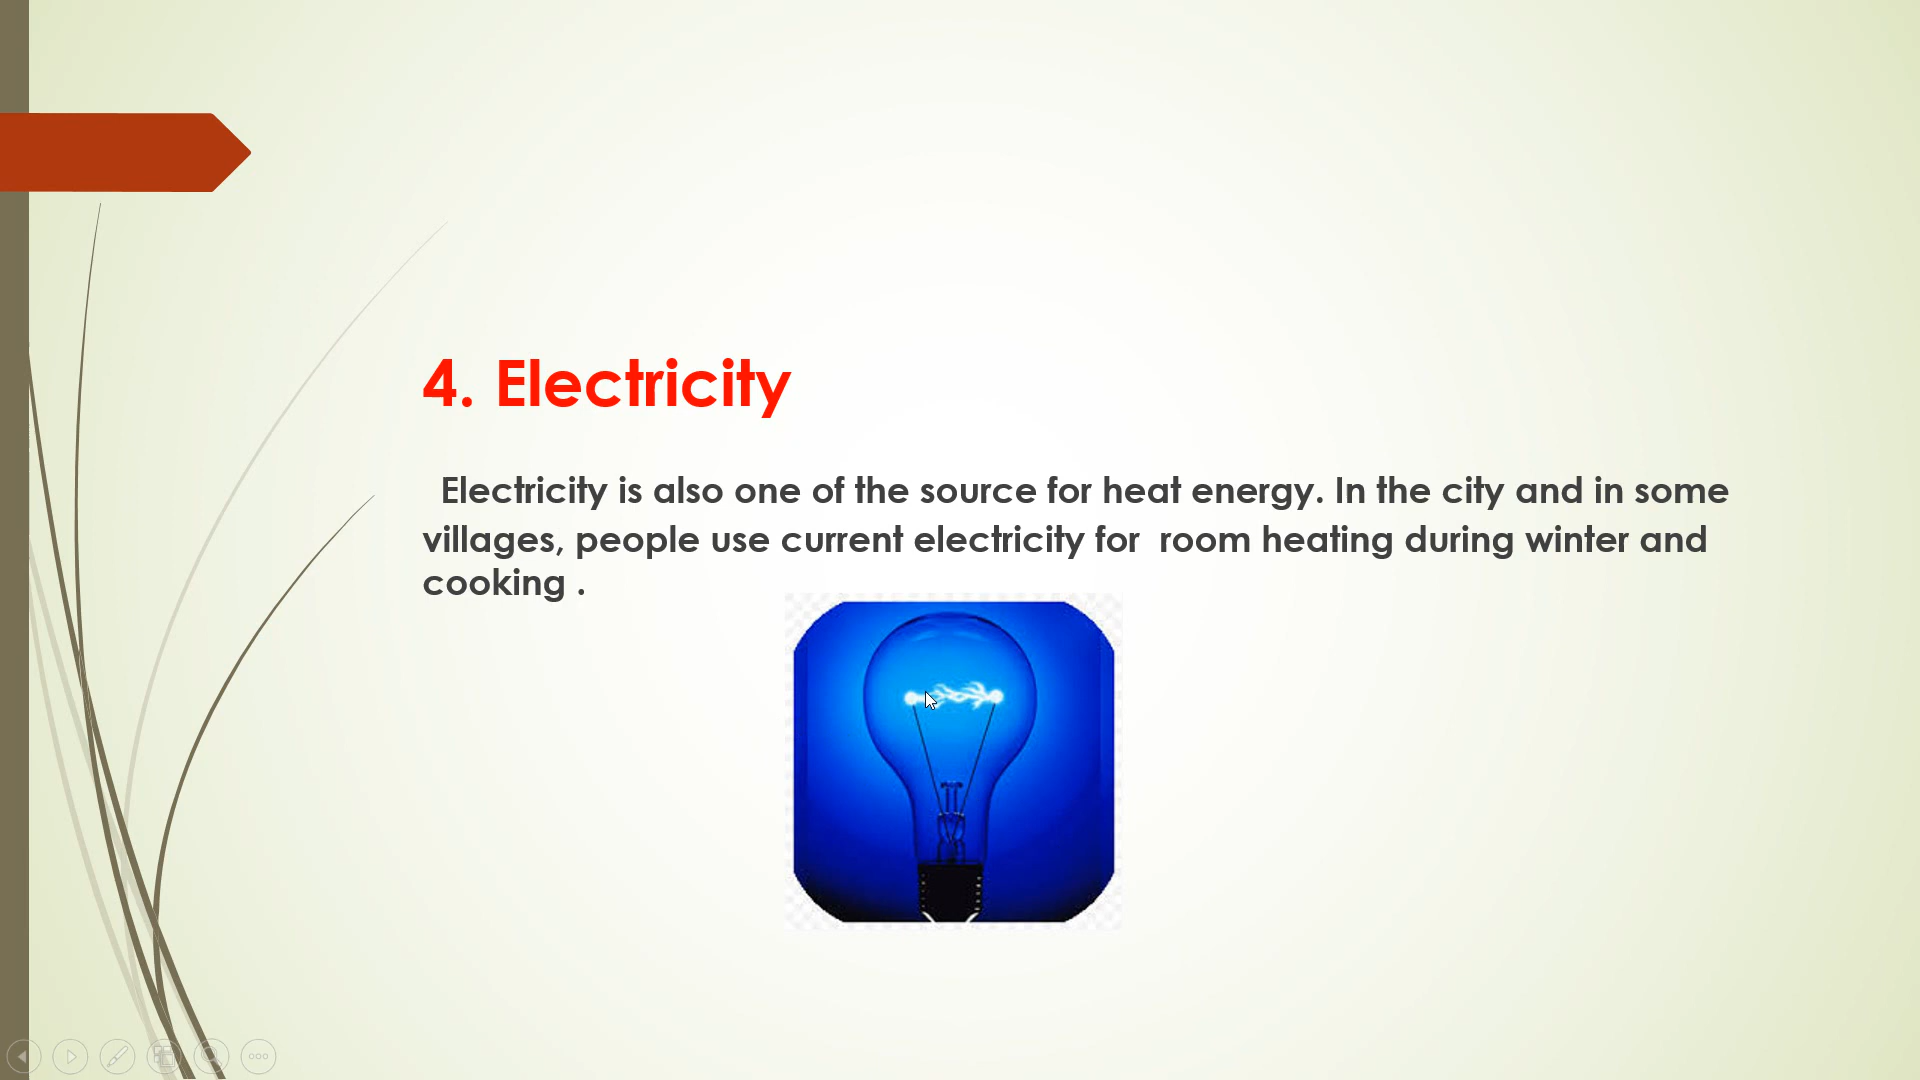 4. Electricity
Electricity is also one of the source for heat energy. In the city and in some
villages, people use current electricity for  room heating during winter and
cooking .